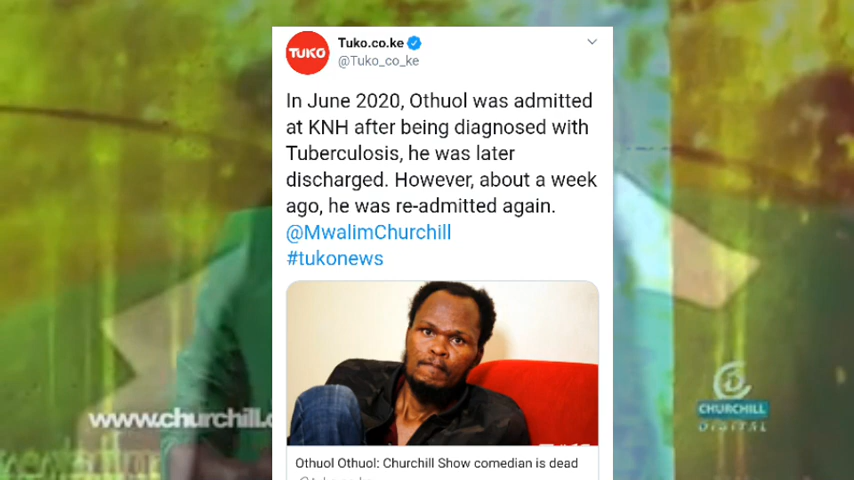 TUKO
Tuko.co.ke
@Tuko_co_ke
In June 2020, Othuol was admitted
at KNH after being diagnosed with
Tuberculosis, he was later
discharged. However, about a week
ago, he was re-admitted again.
@MwalimChurchill
#tukonews
Othuol Othuol: Churchill Show comedian is dead
www.churchill.
CHURCHILL
DIGITAL